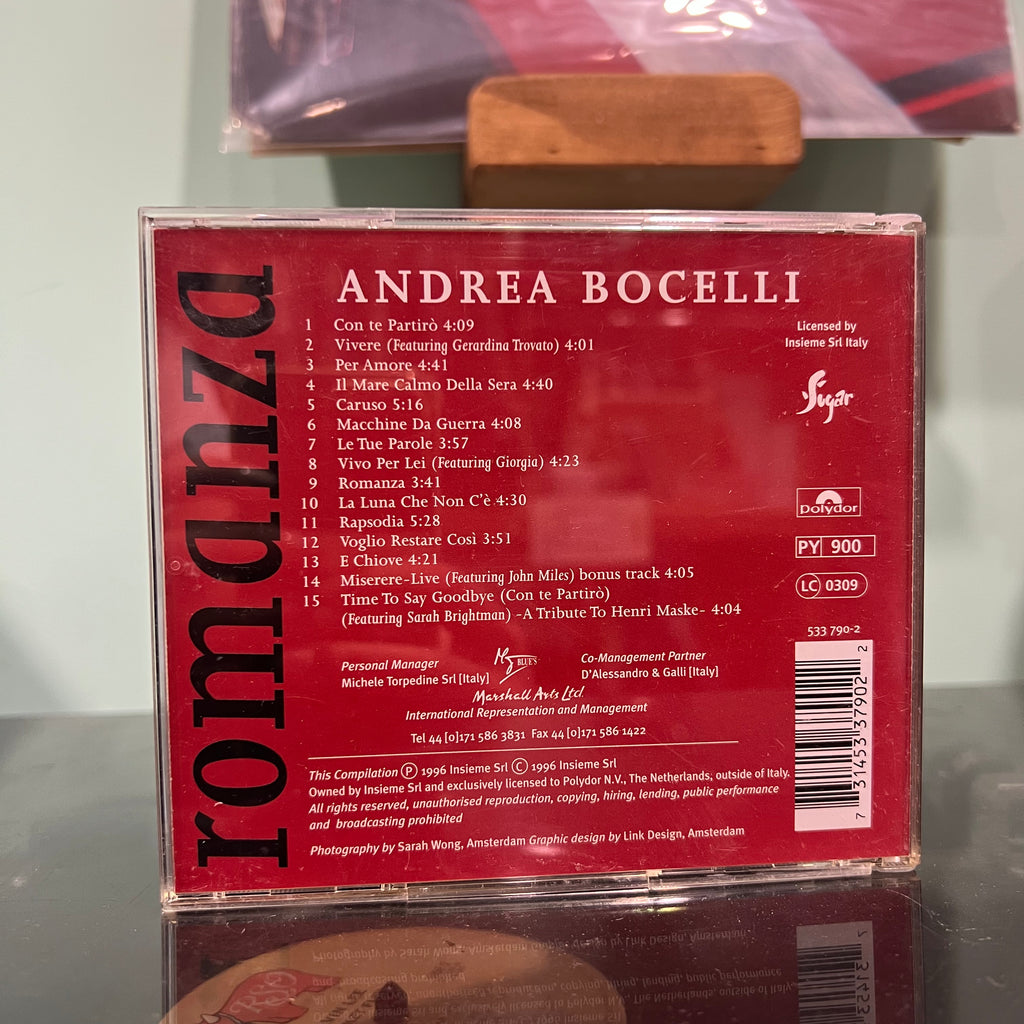 romanza
ANDREA BOCELLI
1 Con te Partirò 4:09
2 Vivere (Featuring Gerardina Trovato) 4:01
3 Per Amore 4:41
4 Il Mare Calmo Della Sera 4:40
5 Caruso 5:16
6 Macchine Da Guerra 4:08
7 Le Tue Parole 3:57
8 Vivo Per Lei (Featuring Giorgia) 4:23
9 Romanza 3:41
10 La Luna Che Non C'è 4:30
11 Rapsodia 5:28
12 Voglio Restare Così 3:51
13 E Chiove 4:21
14 Miserere-Live (Featuring John Miles) bonus track 4:05
15 Time To Say Goodbye (Con te Partirò)
(Featuring Sarah Brightman) -A Tribute To Henri Maske- 4:04
Licensed by
Insieme Srl Italy
Sugar
polydor
PY 900
LC 0309
533 790-2
7 31453 37902 2
Personal Manager
Michele Torpedine Srl [Italy]
BLUE'S
Co-Management Partner
D'Alessandro & Galli [Italy]
Marshall Arts Ltd.
International Representation and Management
Tel 44 [0]171 586 3831 Fax 44 [0]171 586 1422
This Compilation Ⓟ 1996 Insieme Srl Ⓒ 1996 Insieme Srl
Owned by Insieme Srl and exclusively licensed to Polydor N.V., The Netherlands; outside of Italy.
All rights reserved, unauthorised reproduction, copying, hiring, lending, public performance
and broadcasting prohibited
Photography by Sarah Wong, Amsterdam Graphic design by Link Design, Amsterdam